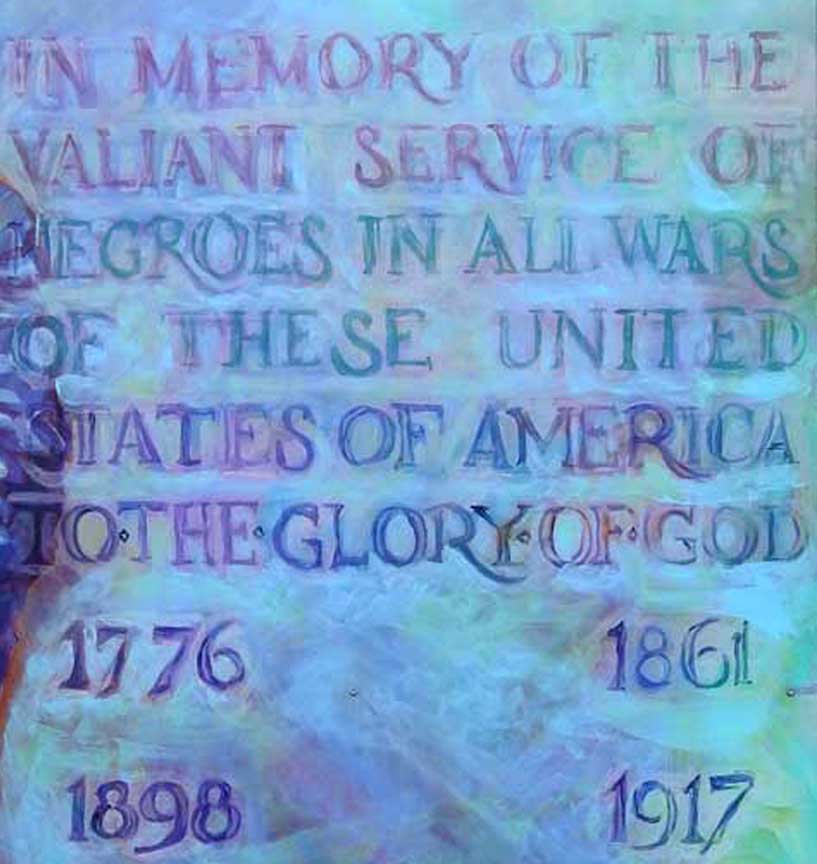 IN MEMORY OF THE
VALIANT SERVICE OF
NEGROES IN ALL WARS
OF THESE UNITED
STATES OF AMERICA
TO·THE·GLORY·OF·GOD
1776 1861
1898 1917